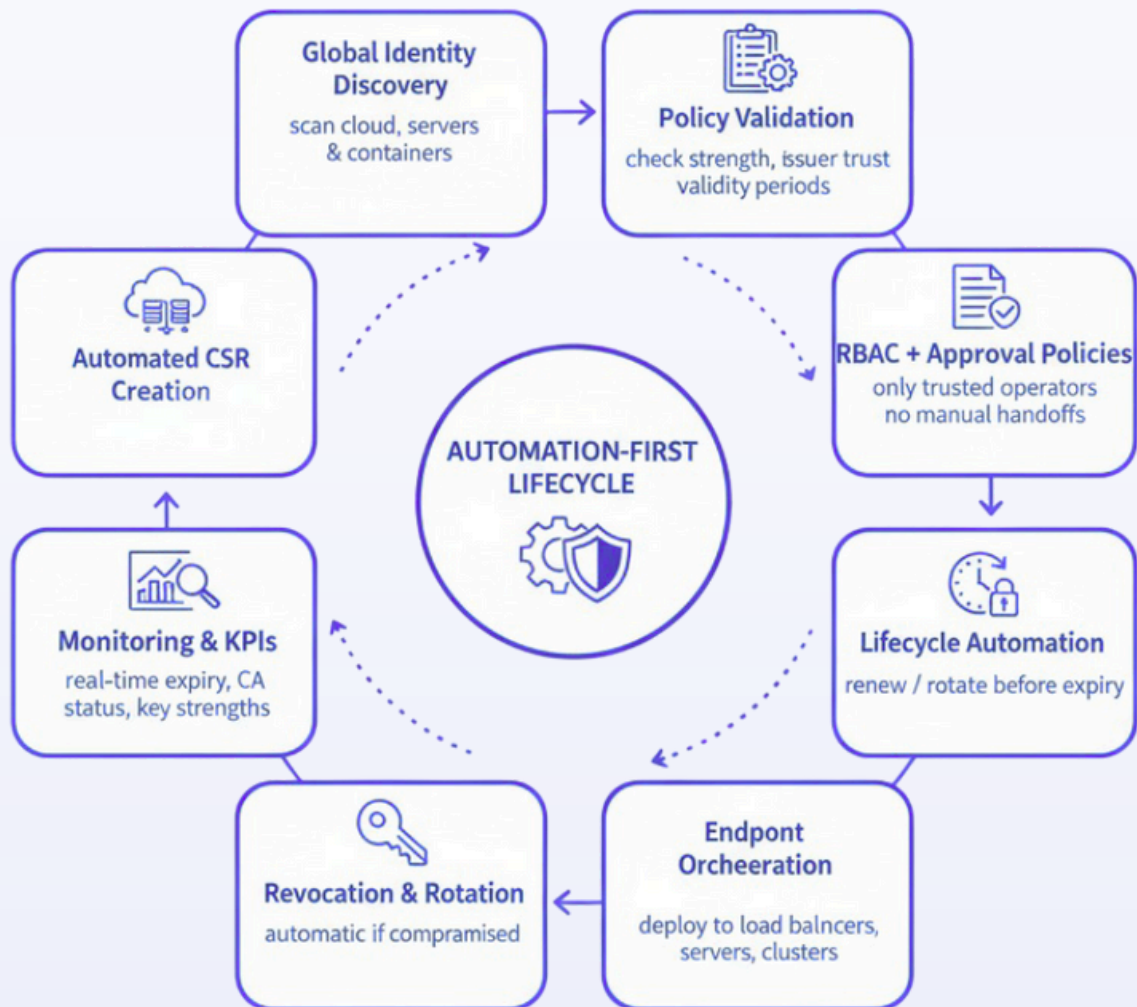 Global Identity
Discovery
scan cloud, servers
& containers
Policy Validation
check strength, issuer trust
validity periods
RBAC + Approval Policies
only trusted operators
no manual handoffs
Lifecycle Automation
renew / rotate before expiry
Endpont
Orcheeration
deploy to load balncers,
servers, clusters
Revocation & Rotation
automatic if compromised
Monitoring & KPIs
real-time expiry, CA
status, key strengths
Automated CSR
Creation
AUTOMATION-FIRST
LIFECYCLE